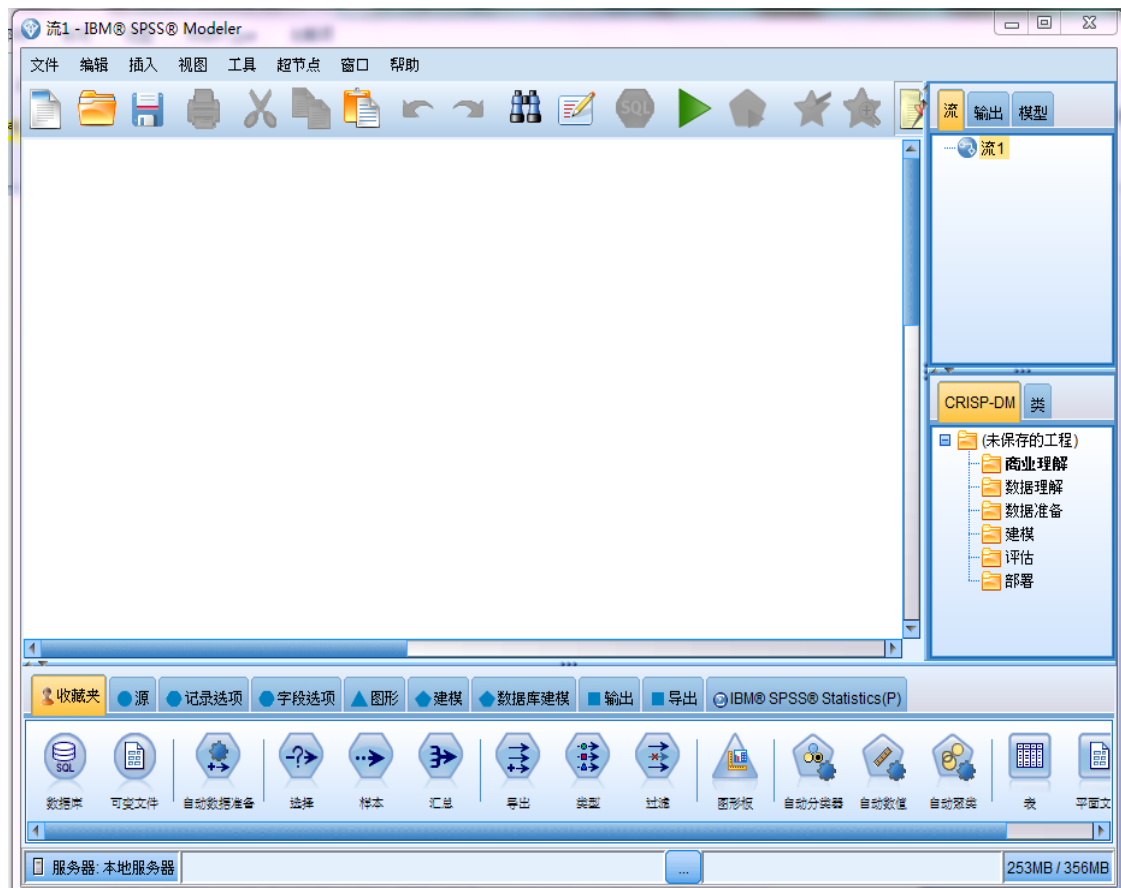 流1 - IBM® SPSS® Modeler
文件 编辑 插入 视图 工具 超节点 窗口 帮助
SQL
流 输出 模型
流1
CRISP-DM 类
(未保存的工程)
商业理解
数据理解
数据准备
建模
评估
部署
收藏夹 源 记录选项 字段选项 图形 建模 数据库建模 输出 导出 IBM® SPSS® Statistics(P)
SQL
数据库 可变文件 自动数据准备 选择 样本 汇总 导出 类型 过滤 图形板 自动分类器 自动数值 自动聚类 表 平面文
服务器: 本地服务器 ... 253MB / 356MB